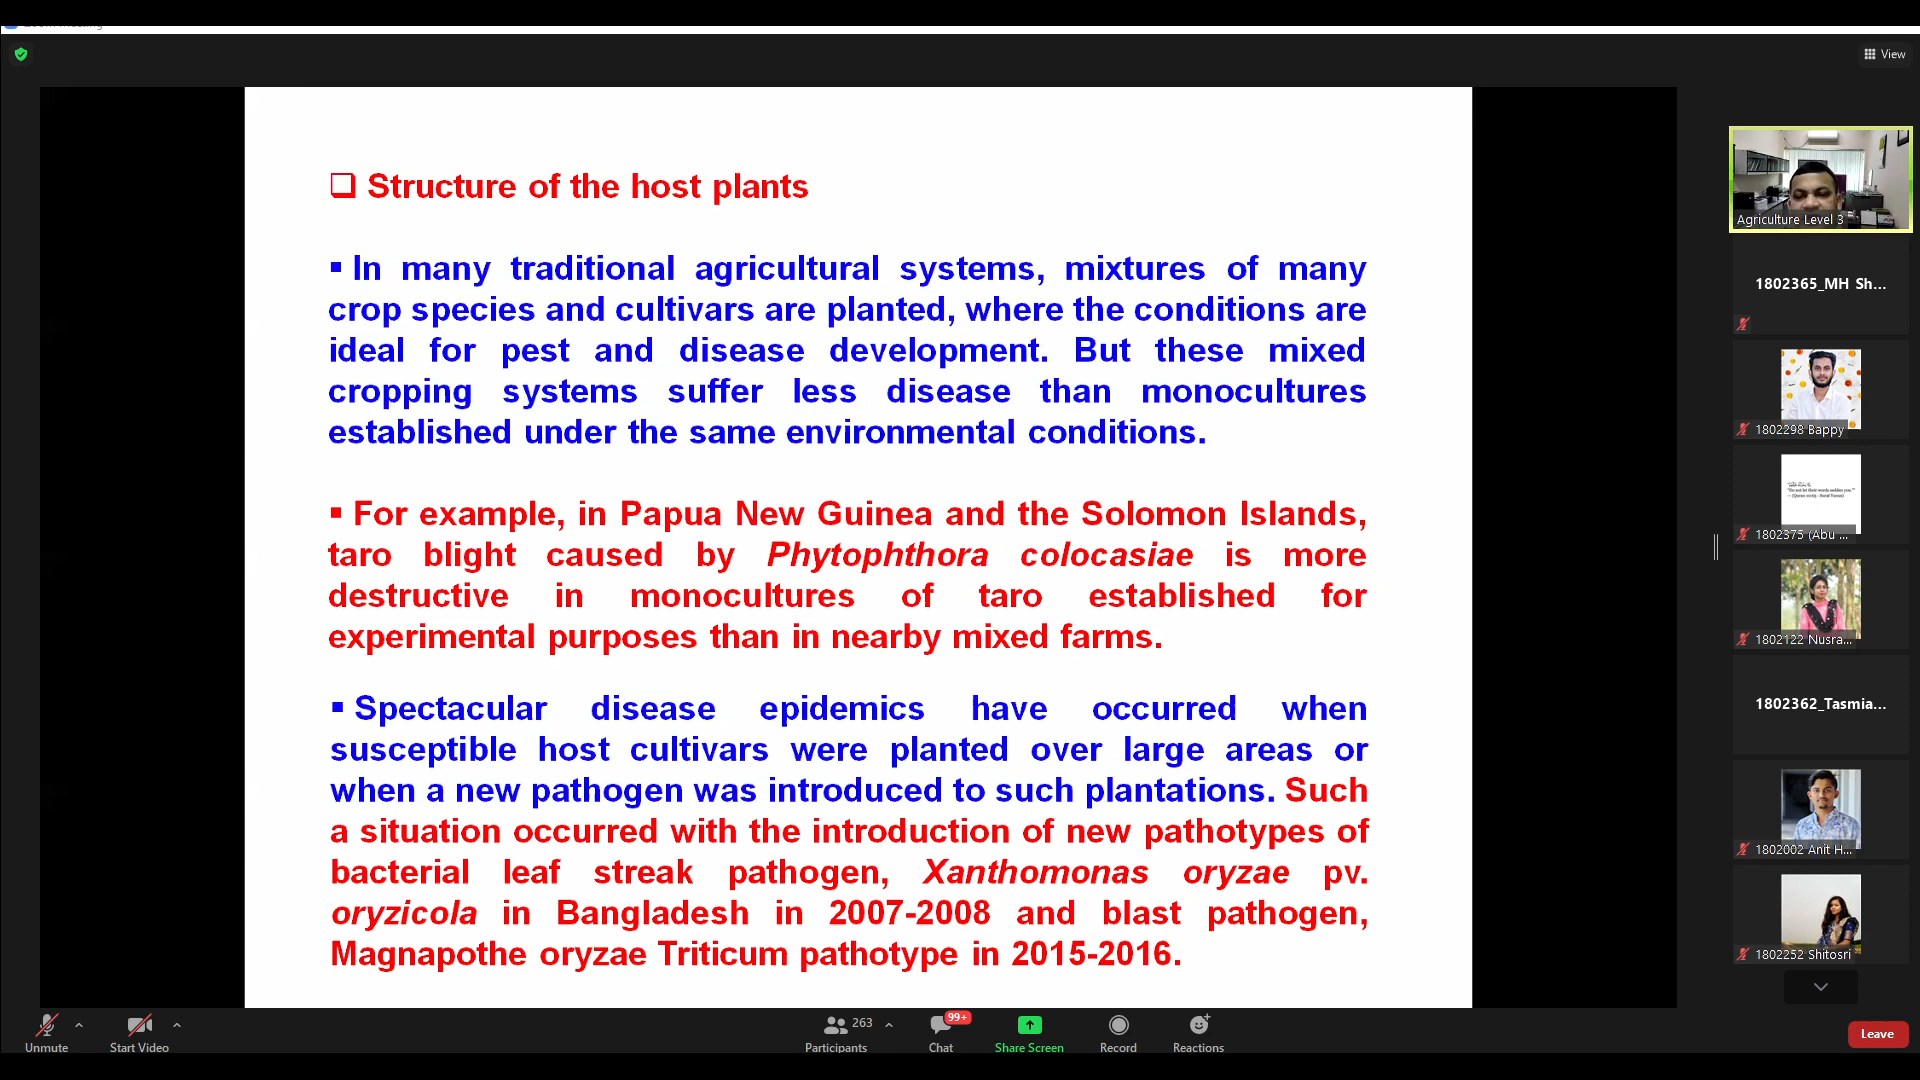 View
❑ Structure of the host plants
▪ In many traditional agricultural systems, mixtures of many
crop species and cultivars are planted, where the conditions are
ideal for pest and disease development. But these mixed
cropping systems suffer less disease than monocultures
established under the same environmental conditions.
▪ For example, in Papua New Guinea and the Solomon Islands,
taro blight caused by Phytophthora colocasiae is more
destructive in monocultures of taro established for
experimental purposes than in nearby mixed farms.
▪ Spectacular disease epidemics have occurred when
susceptible host cultivars were planted over large areas or
when a new pathogen was introduced to such plantations. Such
a situation occurred with the introduction of new pathotypes of
bacterial leaf streak pathogen, Xanthomonas oryzae pv.
oryzicola in Bangladesh in 2007-2008 and blast pathogen,
Magnapothe oryzae Triticum pathotype in 2015-2016.
Agriculture Level 3
1802365_MH Sh...
1802298 Bappy
1802375 (Abu ...
1802122 Nusra...
1802362_Tasmia...
1802002 Anit H...
1802252 Shitosri
Unmute
Start Video
263
Participants
99+
Chat
Share Screen
Record
Reactions
Leave